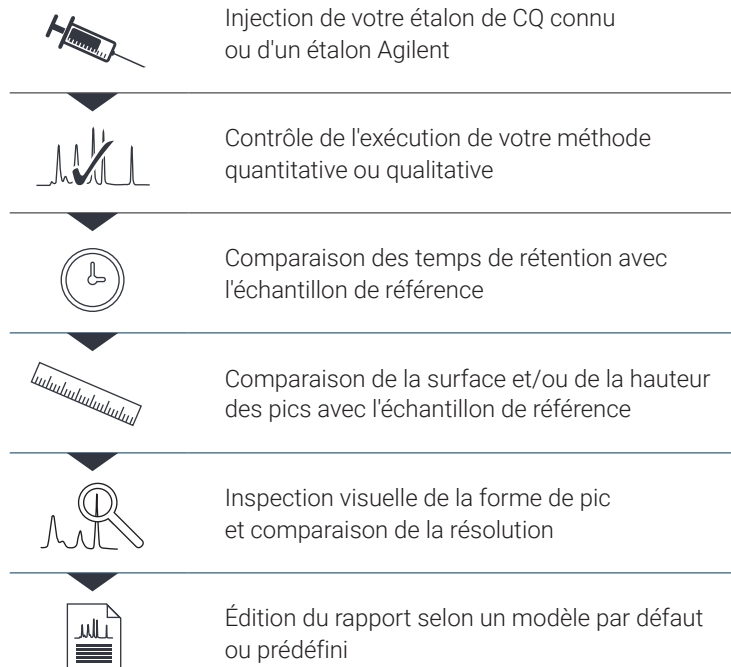 Injection de votre étalon de CQ connu
ou d'un étalon Agilent
Contrôle de l'exécution de votre méthode
quantitative ou qualitative
Comparaison des temps de rétention avec
l'échantillon de référence
Comparaison de la surface et/ou de la hauteur
des pics avec l'échantillon de référence
Inspection visuelle de la forme de pic
et comparaison de la résolution
Édition du rapport selon un modèle par défaut
ou prédéfini